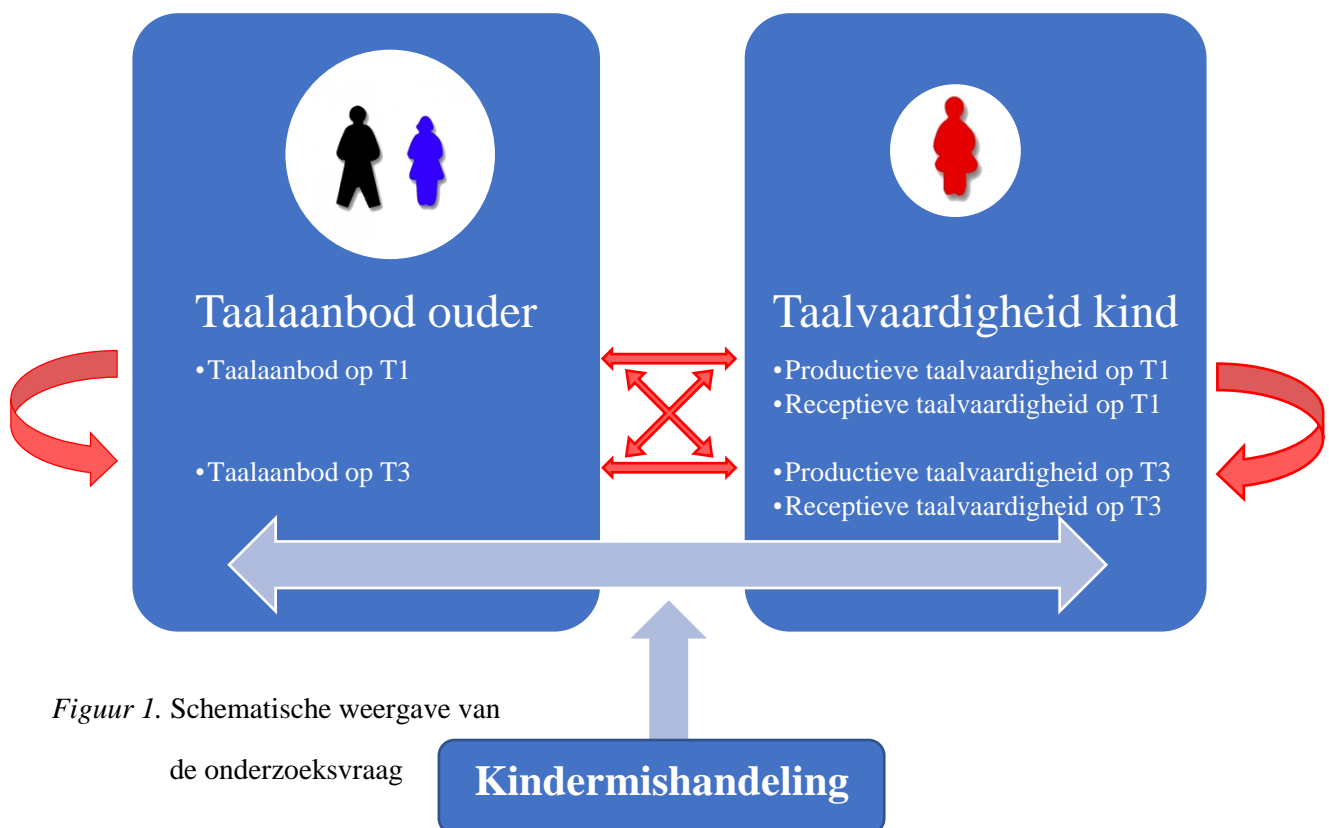 Taalaanbod ouder
•Taalaanbod op T1
•Taalaanbod op T3
Taalvaardigheid kind
•Productieve taalvaardigheid op T1
•Receptieve taalvaardigheid op T1
•Productieve taalvaardigheid op T3
•Receptieve taalvaardigheid op T3
Figuur 1. Schematische weergave van
de onderzoeksvraag
Kindermishandeling